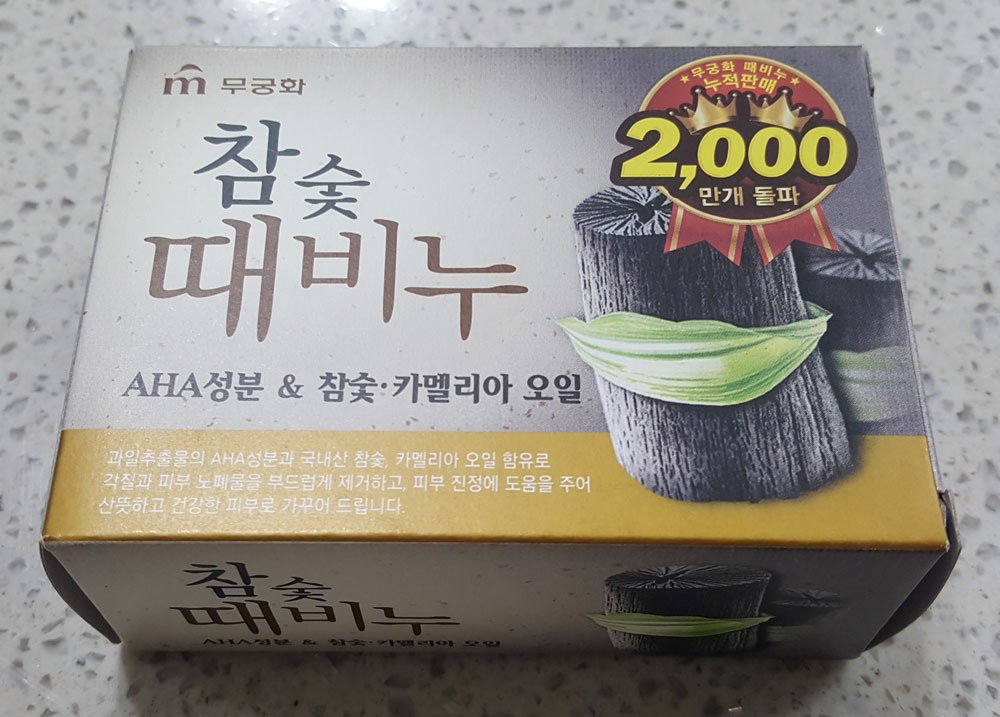 무궁화
참숯
때비누
AHA성분 & 참숯·카멜리아 오일
무궁화 때비누
누적판매
2,000
만개 돌파
과일추출물의 AHA성분과 국내산 참숯, 카멜리아 오일 함유로
각질과 피부 노폐물을 부드럽게 제거하고, 피부 진정에 도움을 주어
산뜻하고 건강한 피부로 가꾸어 드립니다.
참숯
때비누
AHA성분 & 참숯·카멜리아 오일